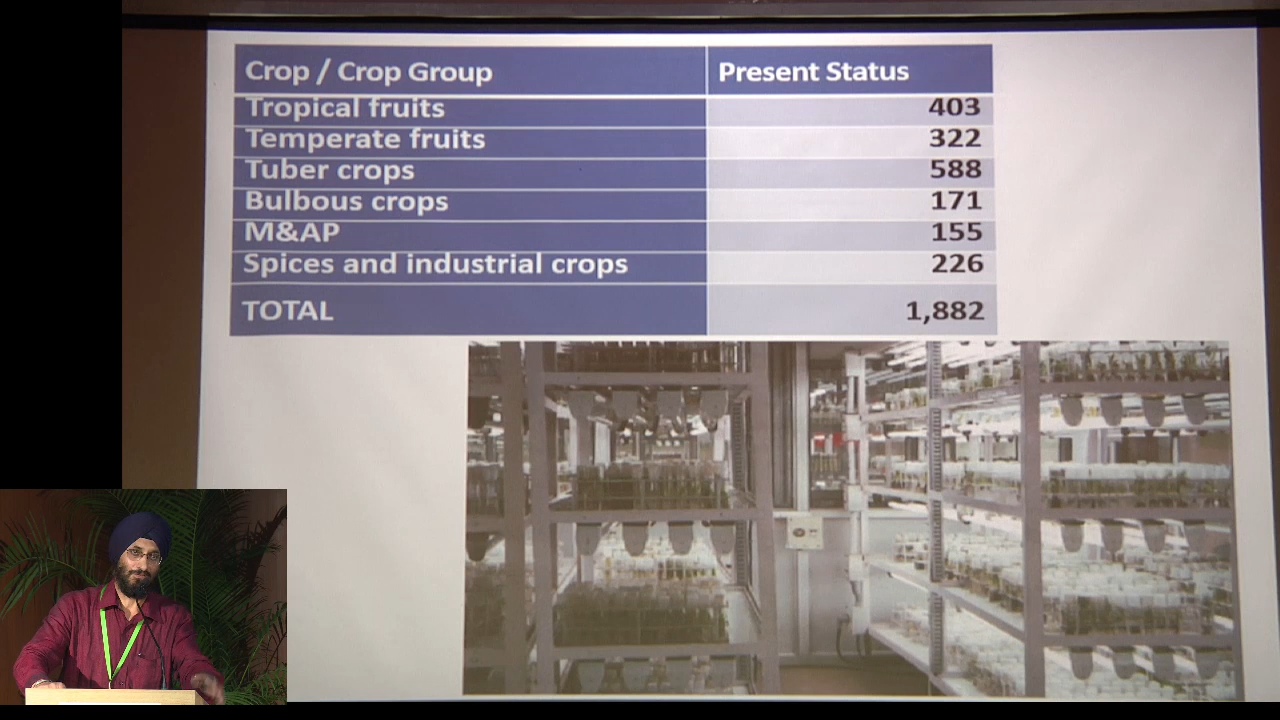 Crop / Crop Group Present Status
Tropical fruits 403
Temperate fruits 322
Tuber crops 588
Bulbous crops 171
M&AP 155
Spices and industrial crops 226
TOTAL 1,882